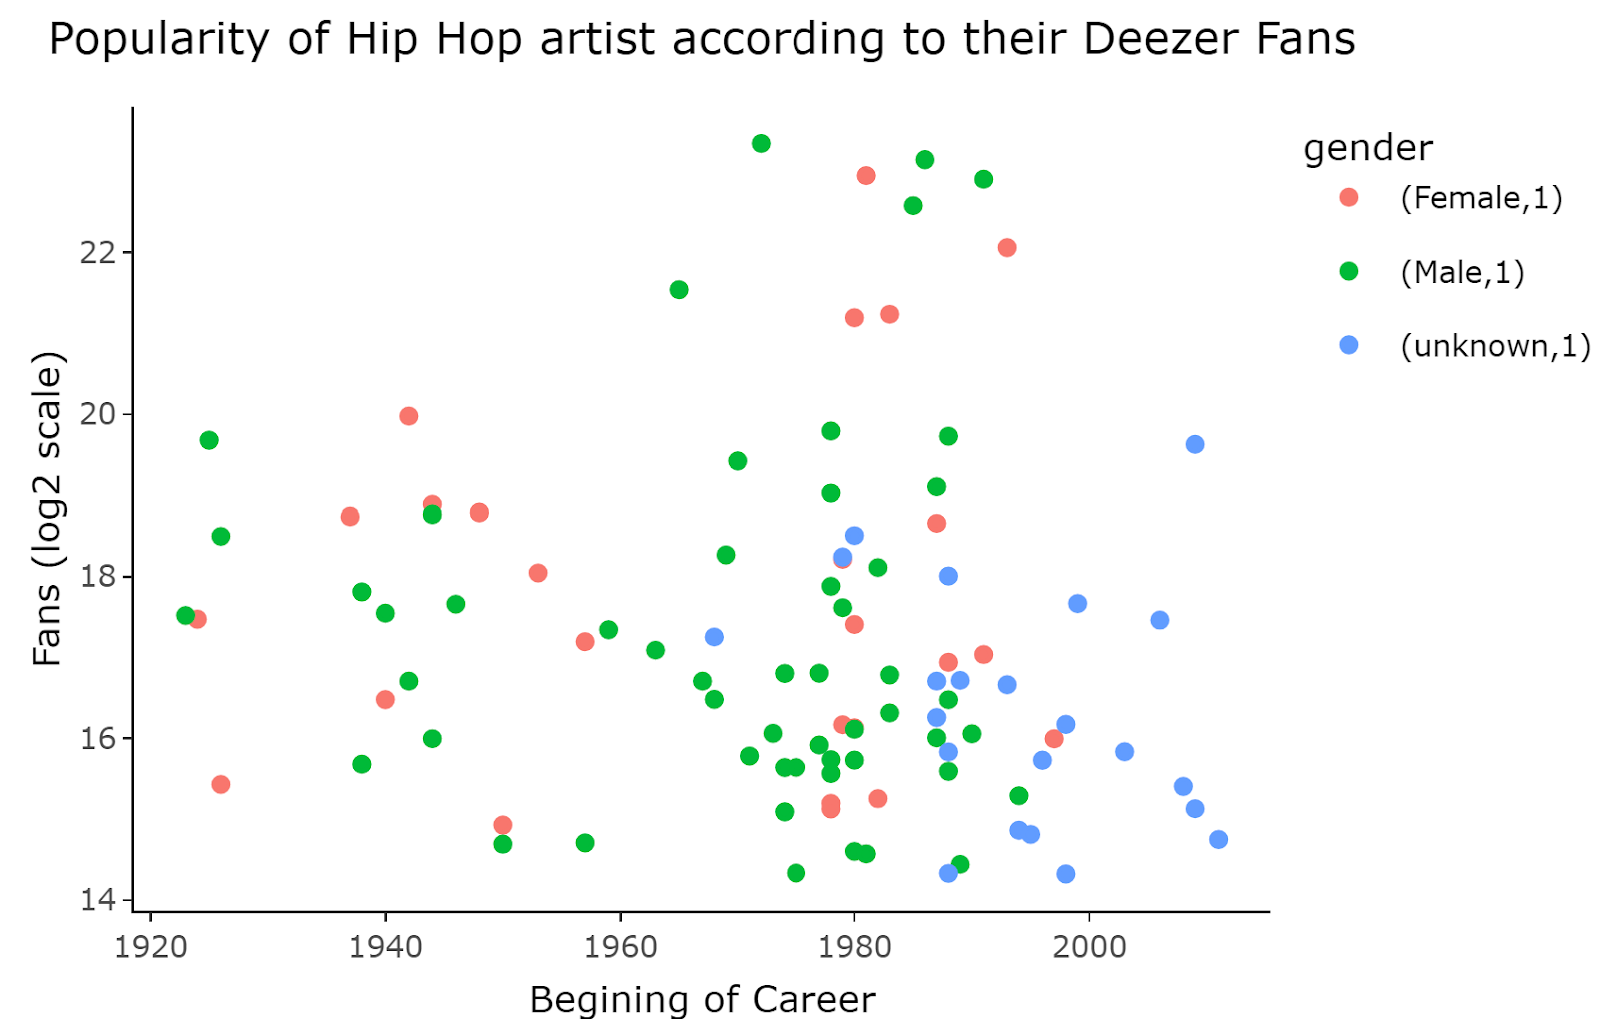 Popularity of Hip Hop artist according to their Deezer Fans
gender
(Female,1)
(Male,1)
(unknown,1)
Fans (log2 scale)
22
20
18
16
14
1920 1940 1960 1980 2000
Begining of Career